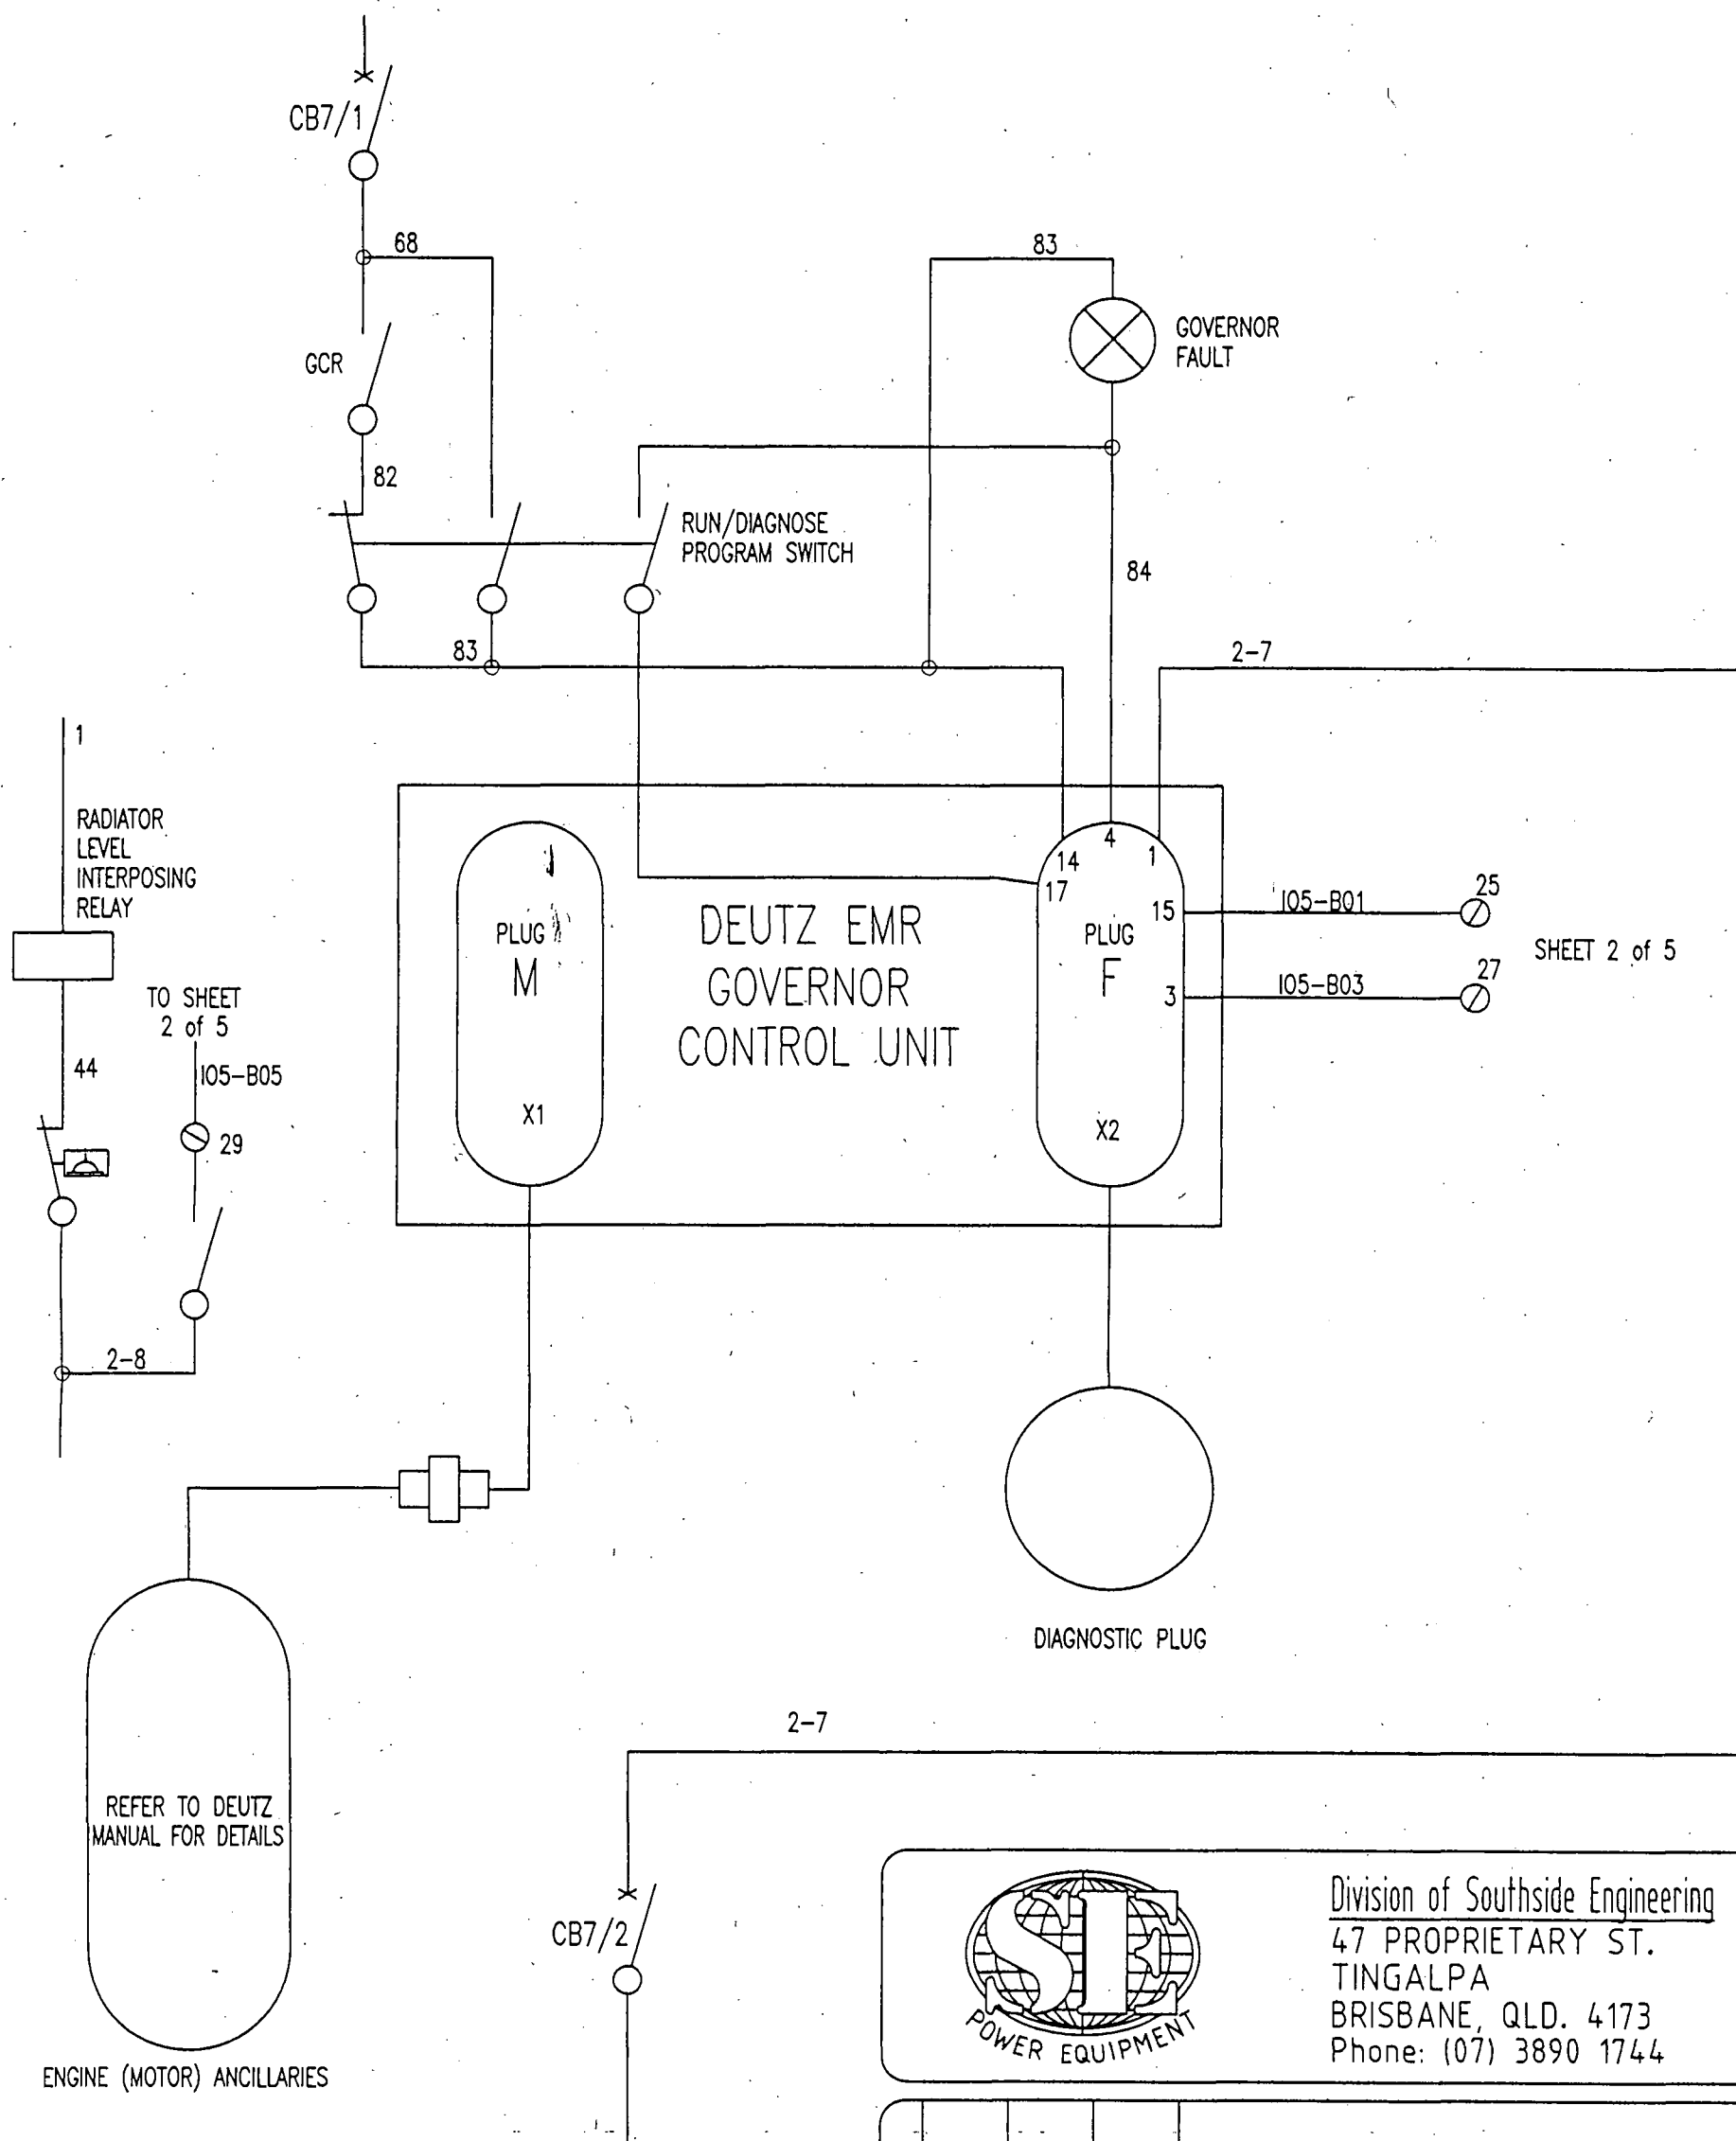 CB7/1
68
83
GOVERNOR
FAULT
GCR
82
RUN/DIAGNOSE
PROGRAM SWITCH
84
83
2-7
1
RADIATOR
LEVEL
INTERPOSING
RELAY
14
4
1
17
15
I05-B01
25
PLUG
M
DEUTZ EMR
GOVERNOR
CONTROL UNIT
PLUG
F
SHEET 2 of 5
3
I05-B03
27
TO SHEET
2 of 5
44
I05-B05
X1
X2
29
2-8
DIAGNOSTIC PLUG
2-7
REFER TO DEUTZ
MANUAL FOR DETAILS
CB7/2
SE
POWER EQUIPMENT
Division of Southside Engineering
47 PROPRIETARY ST.
TINGALPA
BRISBANE, QLD. 4173
Phone: (07) 3890 1744
ENGINE (MOTOR) ANCILLARIES